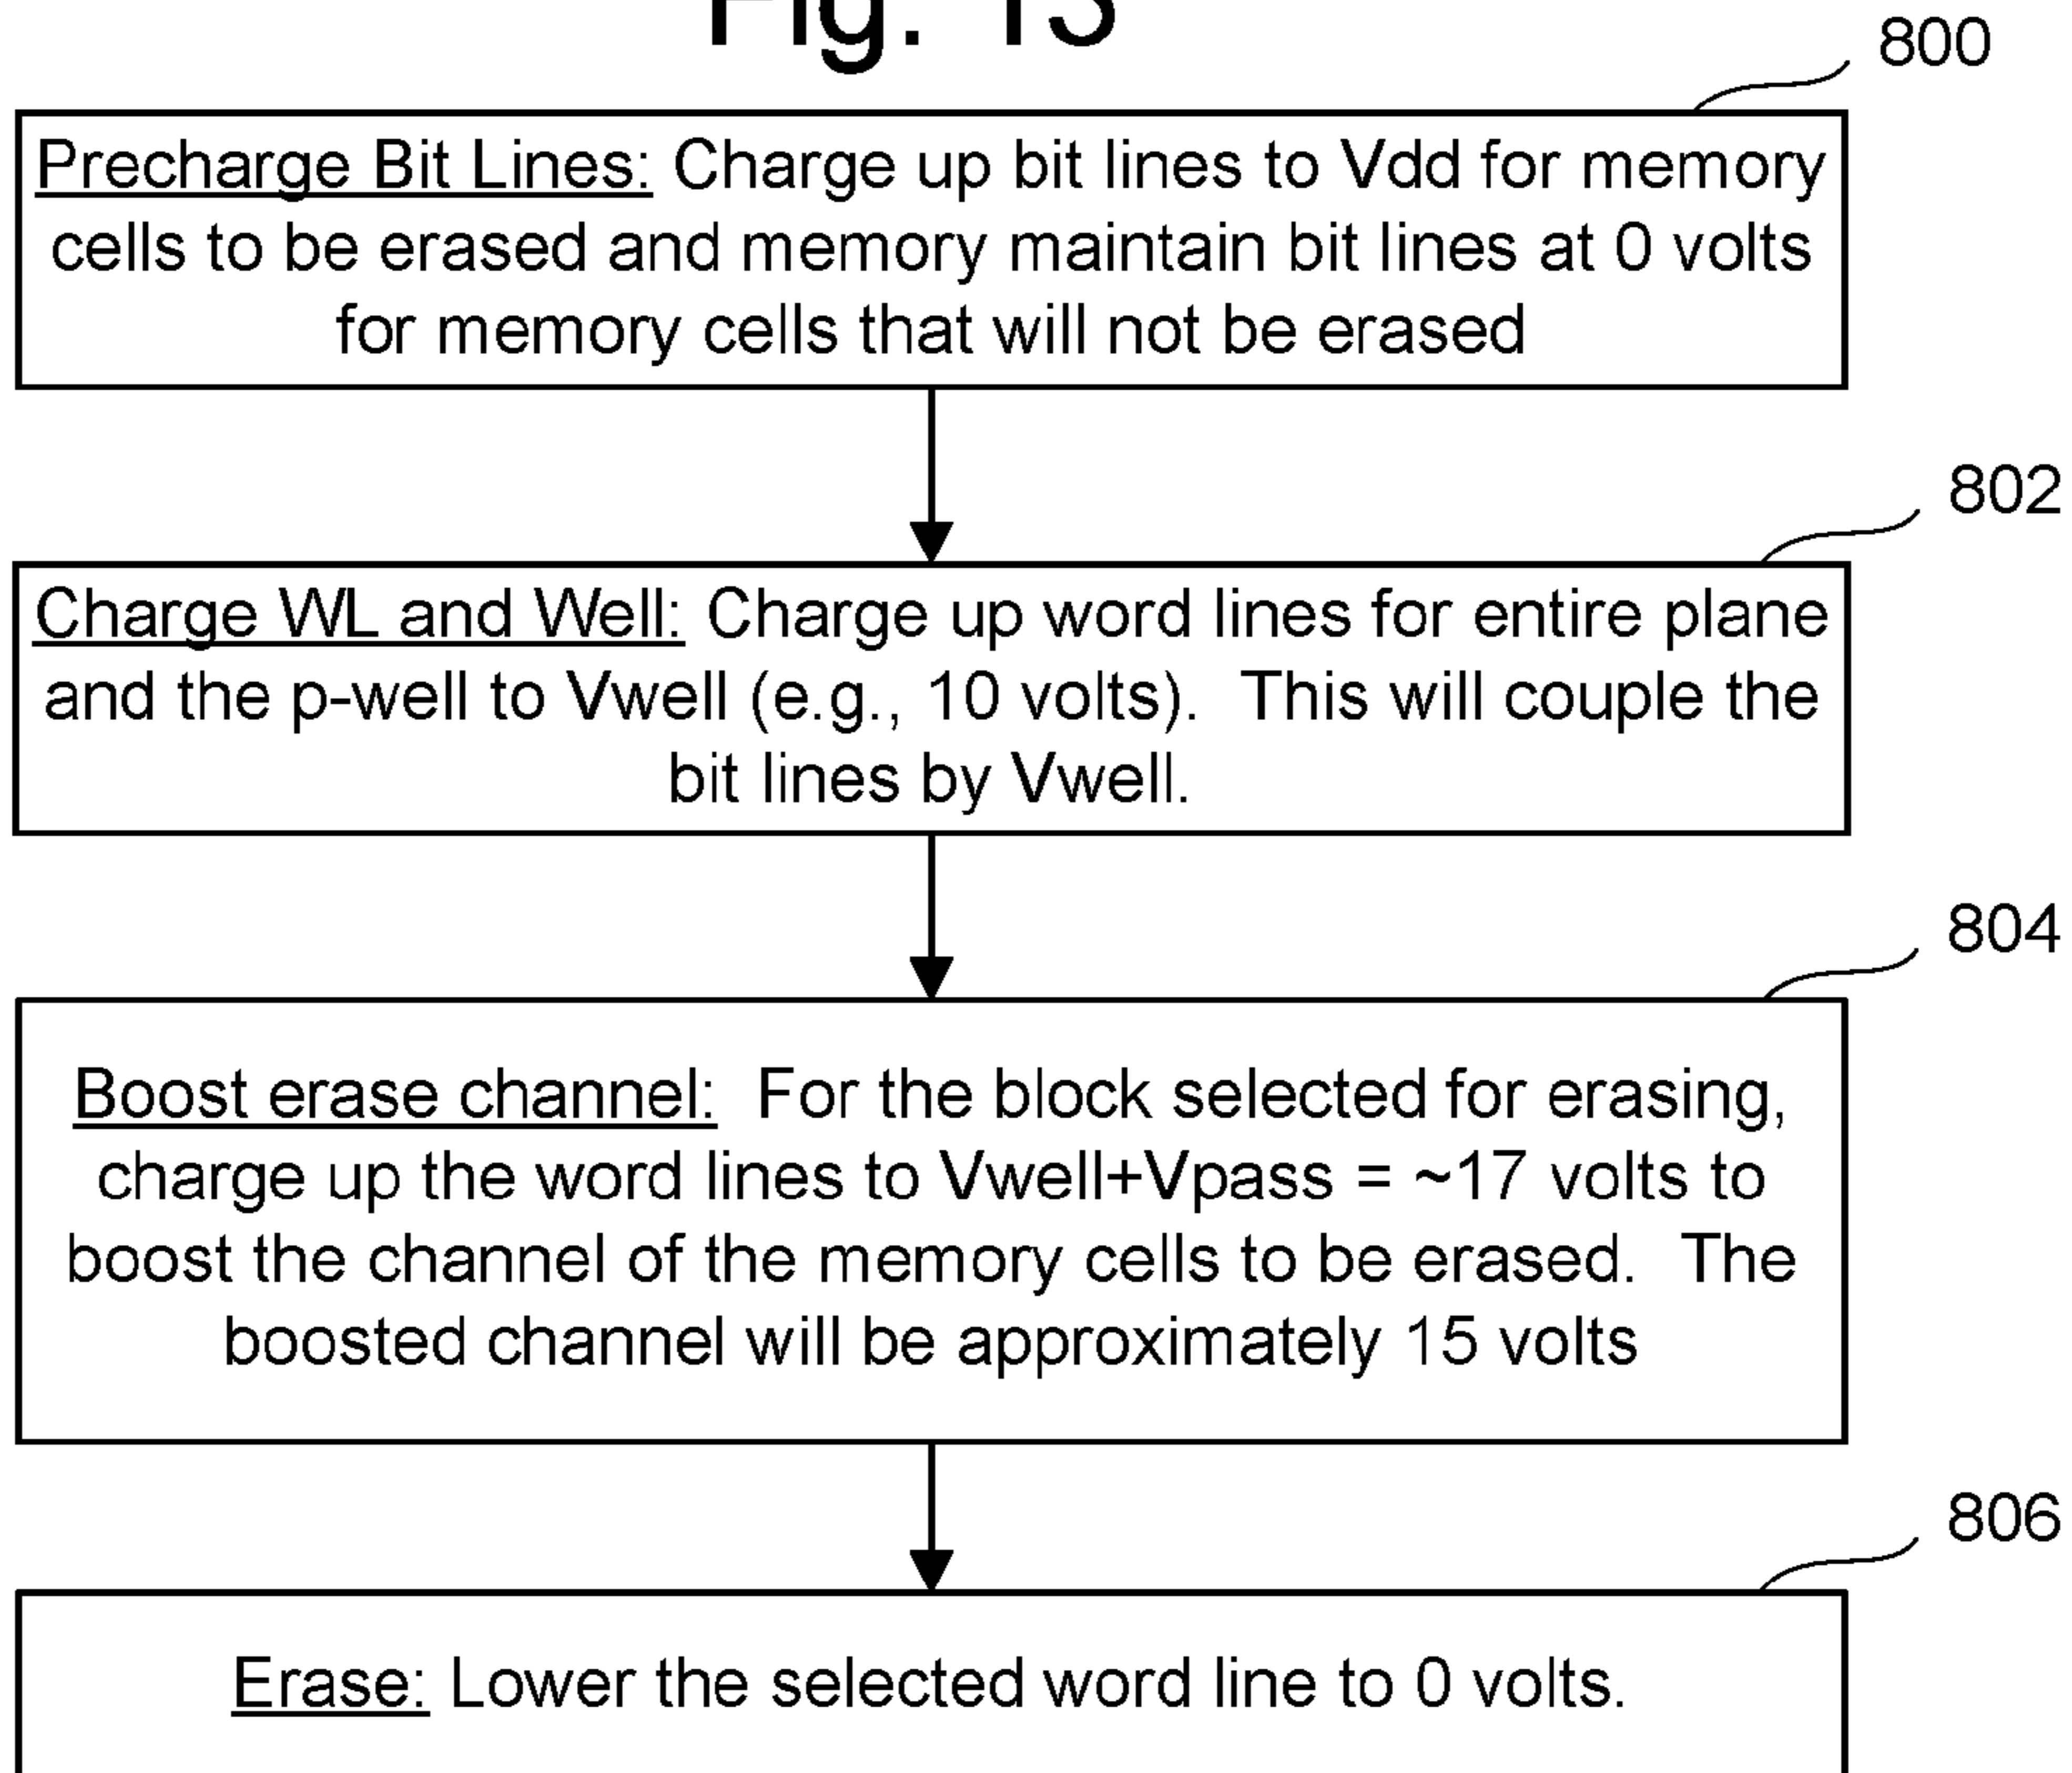 Fig. 13
800
Precharge Bit Lines: Charge up bit lines to Vdd for memory
cells to be erased and memory maintain bit lines at 0 volts
for memory cells that will not be erased
802
Charge WL and Well: Charge up word lines for entire plane
and the p-well to Vwell (e.g., 10 volts). This will couple the
bit lines by Vwell.
804
Boost erase channel: For the block selected for erasing,
charge up the word lines to Vwell+Vpass = ~17 volts to
boost the channel of the memory cells to be erased. The
boosted channel will be approximately 15 volts
806
Erase: Lower the selected word line to 0 volts.